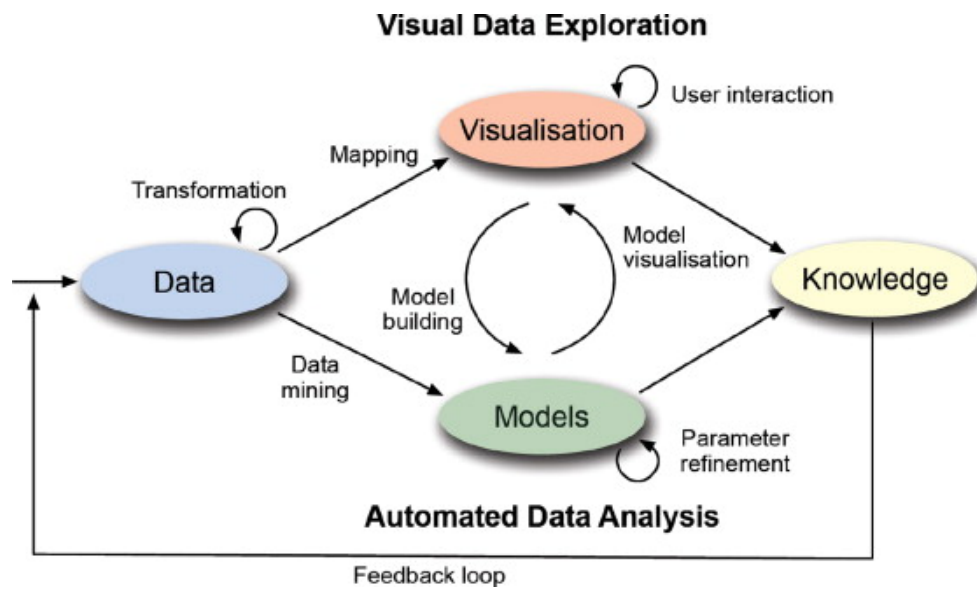 Visual Data Exploration
User interaction
Visualisation
Mapping
Transformation
Model
visualisation
Data
Knowledge
Model
building
Data
mining
Models
Parameter
refinement
Automated Data Analysis
Feedback loop